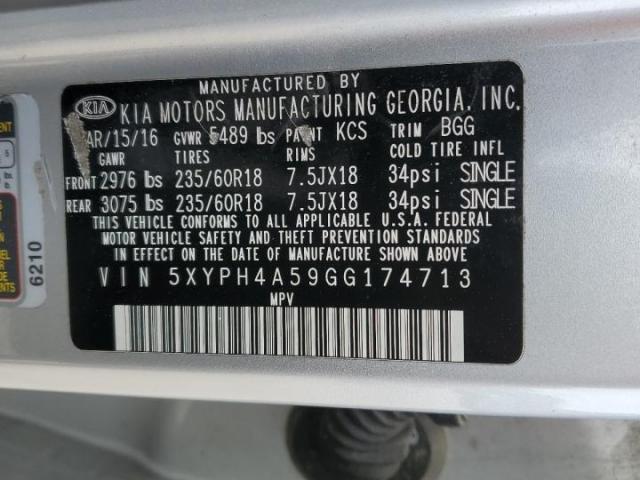 MANUFACTURED BY
KIA KIA MOTORS MANUFACTURING GEORGIA, INC.
AR/15/16 GVWR 5489 lbs KCS TRIM BGG
GAWR TIRES RIMS COLD TIRE INFL
FRONT 2976 lbs 235/60R18 7.5JX18 34psi SINGLE
REAR 3075 lbs 235/60R18 7.5JX18 34psi SINGLE
THIS VEHICLE CONFORMS TO ALL APPLICABLE U.S.A. FEDERAL
MOTOR VEHICLE SAFETY AND THEFT PREVENTION STANDARDS
IN EFFECT ON THE DATE OF MANUFACTURE SHOWN ABOVE.
VIN 5XYPH4A59GG174713
MPV
6210